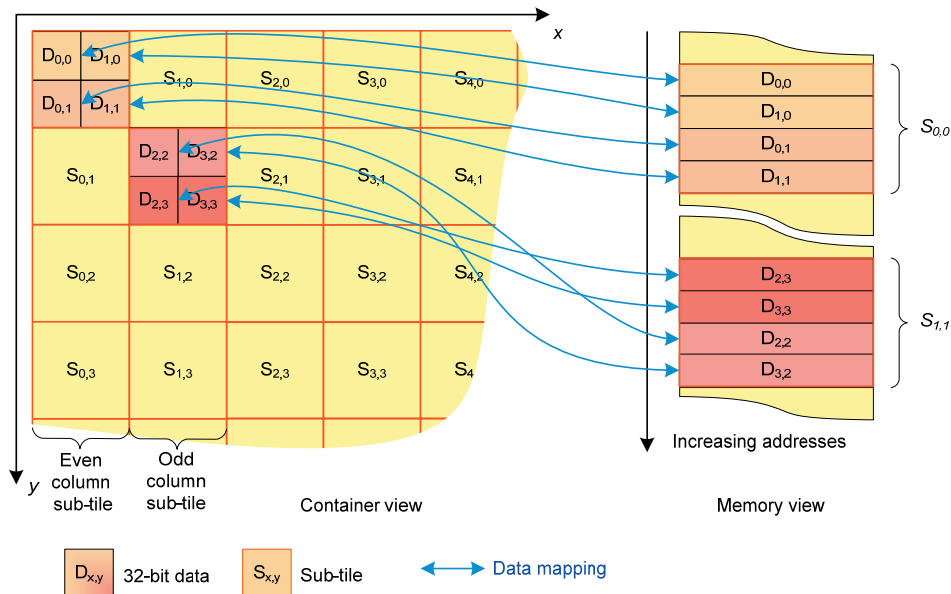 x
D0,0 D1,0 S1,0 S2,0 S3,0 S4,0
D0,1 D1,1
S0,1 D2,2 D3,2 S2,1 S3,1 S4,1
D2,3 D3,3
S0,2 S1,2 S2,2 S3,2 S4,2
S0,3 S1,3 S2,3 S3,3 S4
y
Even
column
sub-tile
Odd
column
sub-tile
Container view
D0,0
D1,0
D0,1
D1,1
S0,0
D2,3
D3,3
D2,2
D3,2
S1,1
Increasing addresses
Memory view
Dx,y 32-bit data
Sx,y Sub-tile
Data mapping